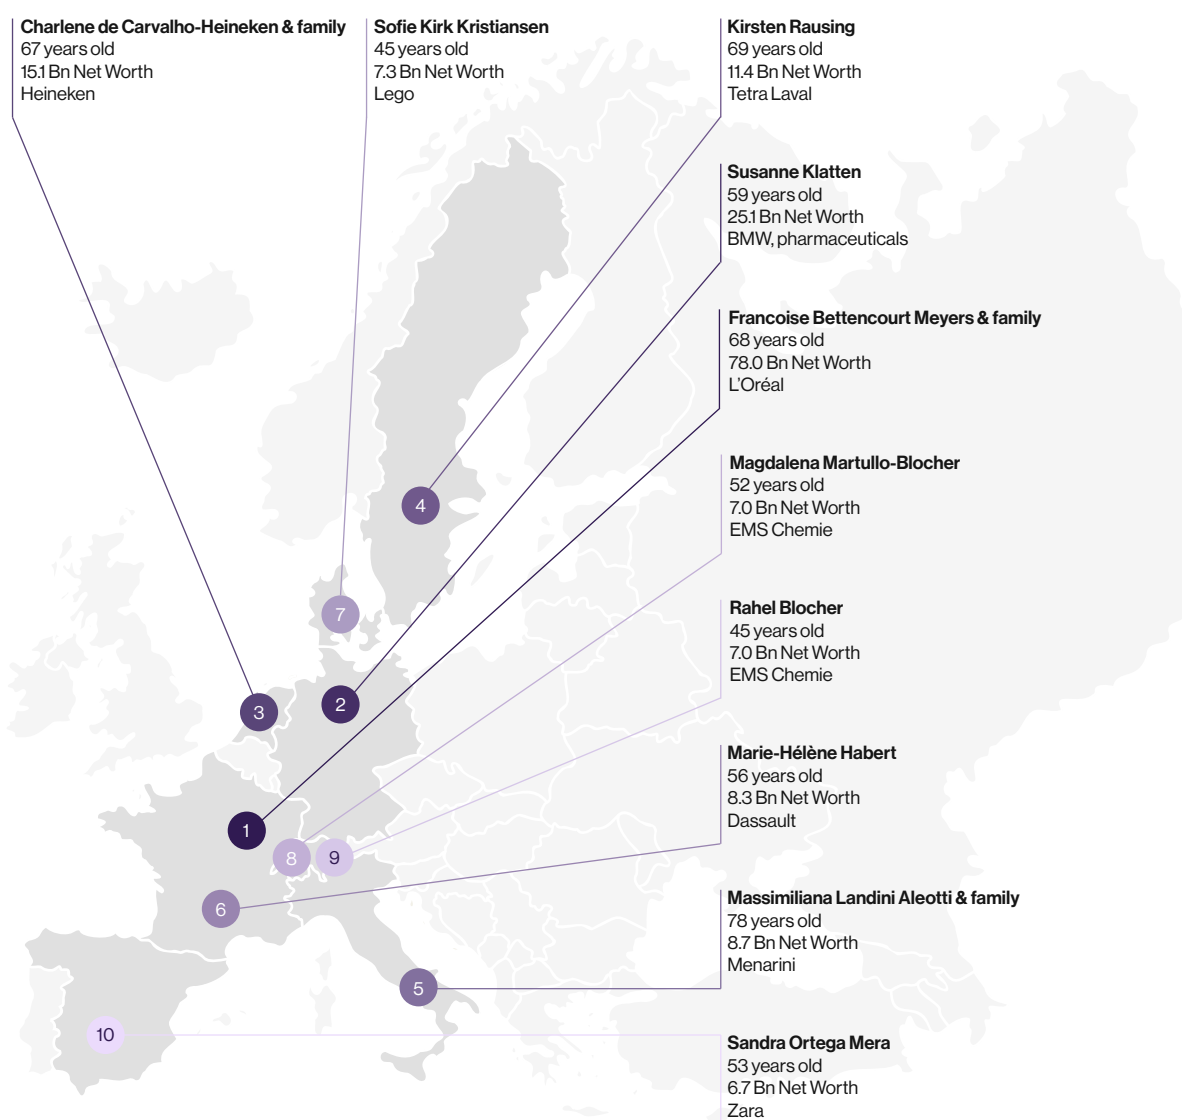 Charlene de Carvalho-Heineken & family
67 years old
15.1 Bn Net Worth
Heineken
Sofie Kirk Kristiansen
45 years old
7.3 Bn Net Worth
Lego
Kirsten Rausing
69 years old
11.4 Bn Net Worth
Tetra Laval
Susanne Klatten
59 years old
25.1 Bn Net Worth
BMW, pharmaceuticals
Francoise Bettencourt Meyers & family
68 years old
78.0 Bn Net Worth
L'Oréal
Magdalena Martullo-Blocher
52 years old
7.0 Bn Net Worth
EMS Chemie
Rahel Blocher
45 years old
7.0 Bn Net Worth
EMS Chemie
Marie-Hélène Habert
56 years old
8.3 Bn Net Worth
Dassault
Massimiliana Landini Aleotti & family
78 years old
8.7 Bn Net Worth
Menarini
Sandra Ortega Mera
53 years old
6.7 Bn Net Worth
Zara
4
7
2
3
1
8
9
6
5
10